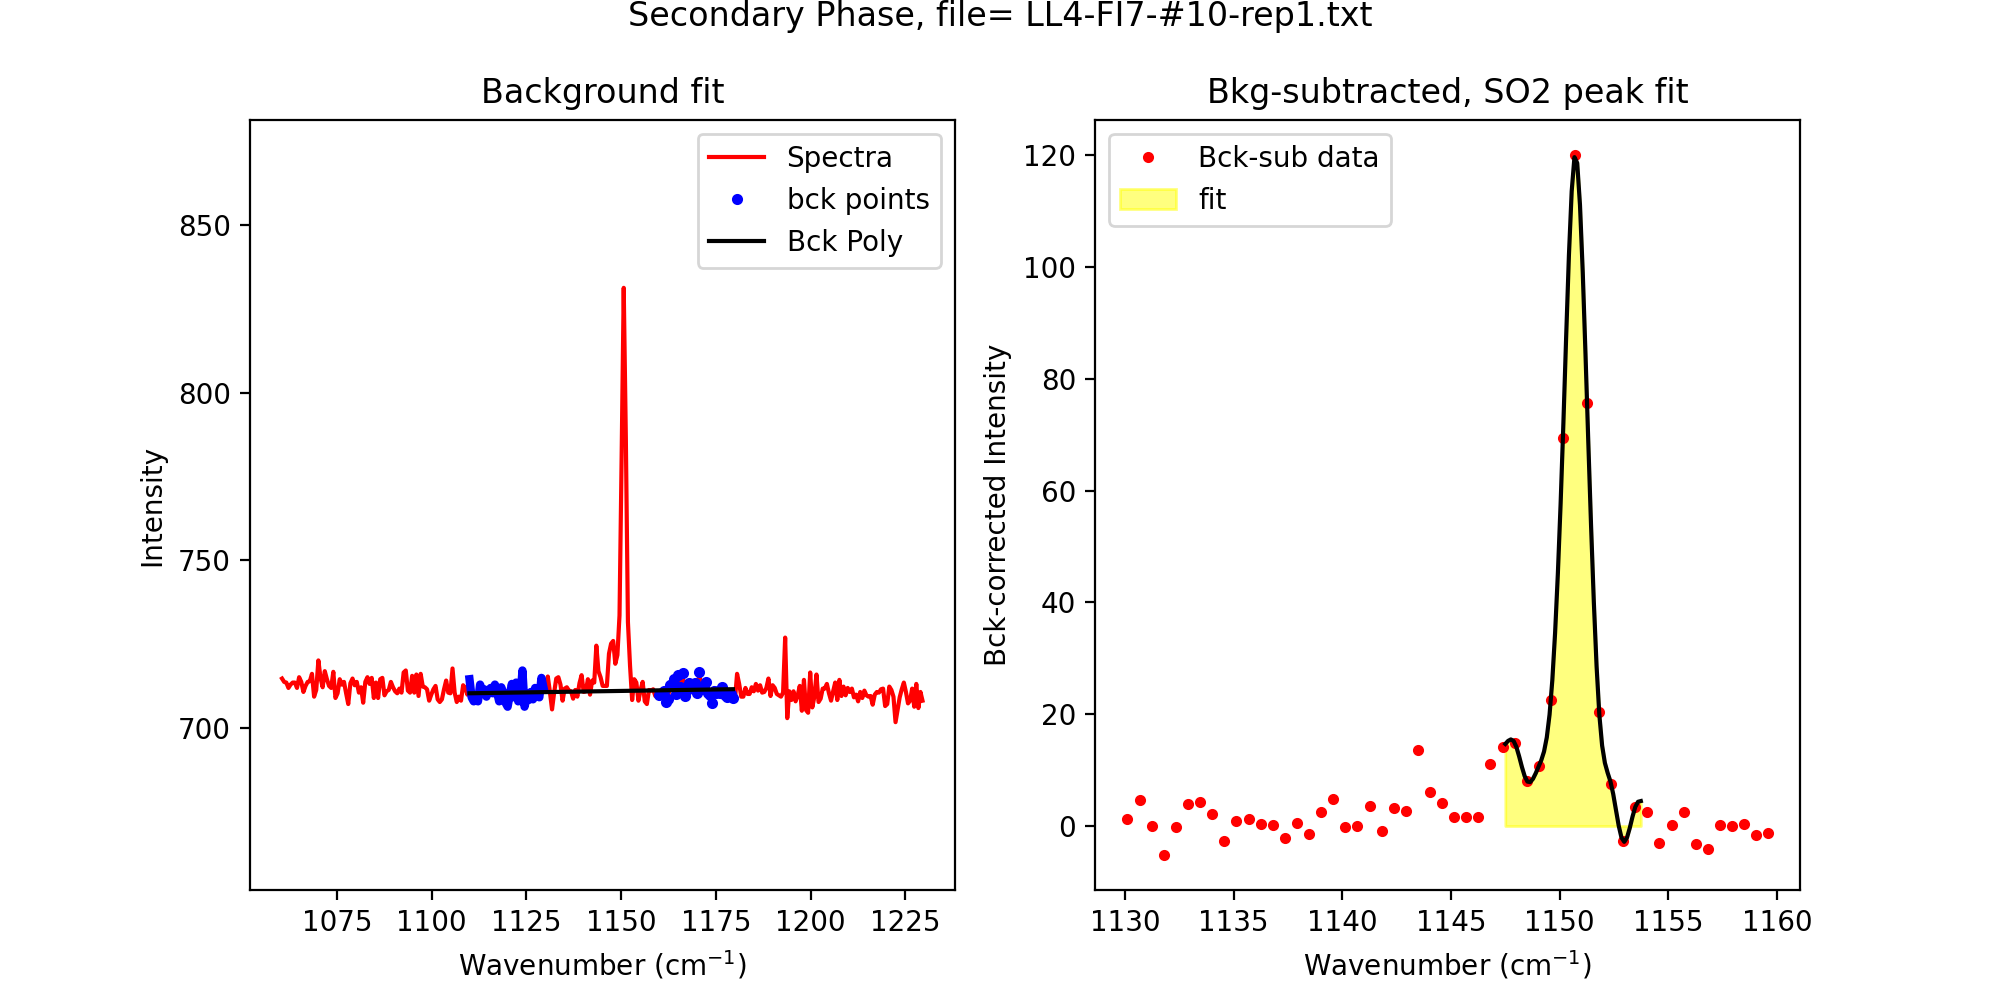 Secondary Phase, file= LL4-FI7-#10-rep1.txt
Background fit
Spectra
bck points
Bck Poly
850
800
750
700
Intensity
1075 1100 1125 1150 1175 1200 1225
Wavenumber (cm⁻¹)
Bkg-subtracted, SO2 peak fit
Bck-sub data
fit
120
100
80
60
40
20
0
Bck-corrected Intensity
1130 1135 1140 1145 1150 1155 1160
Wavenumber (cm⁻¹)